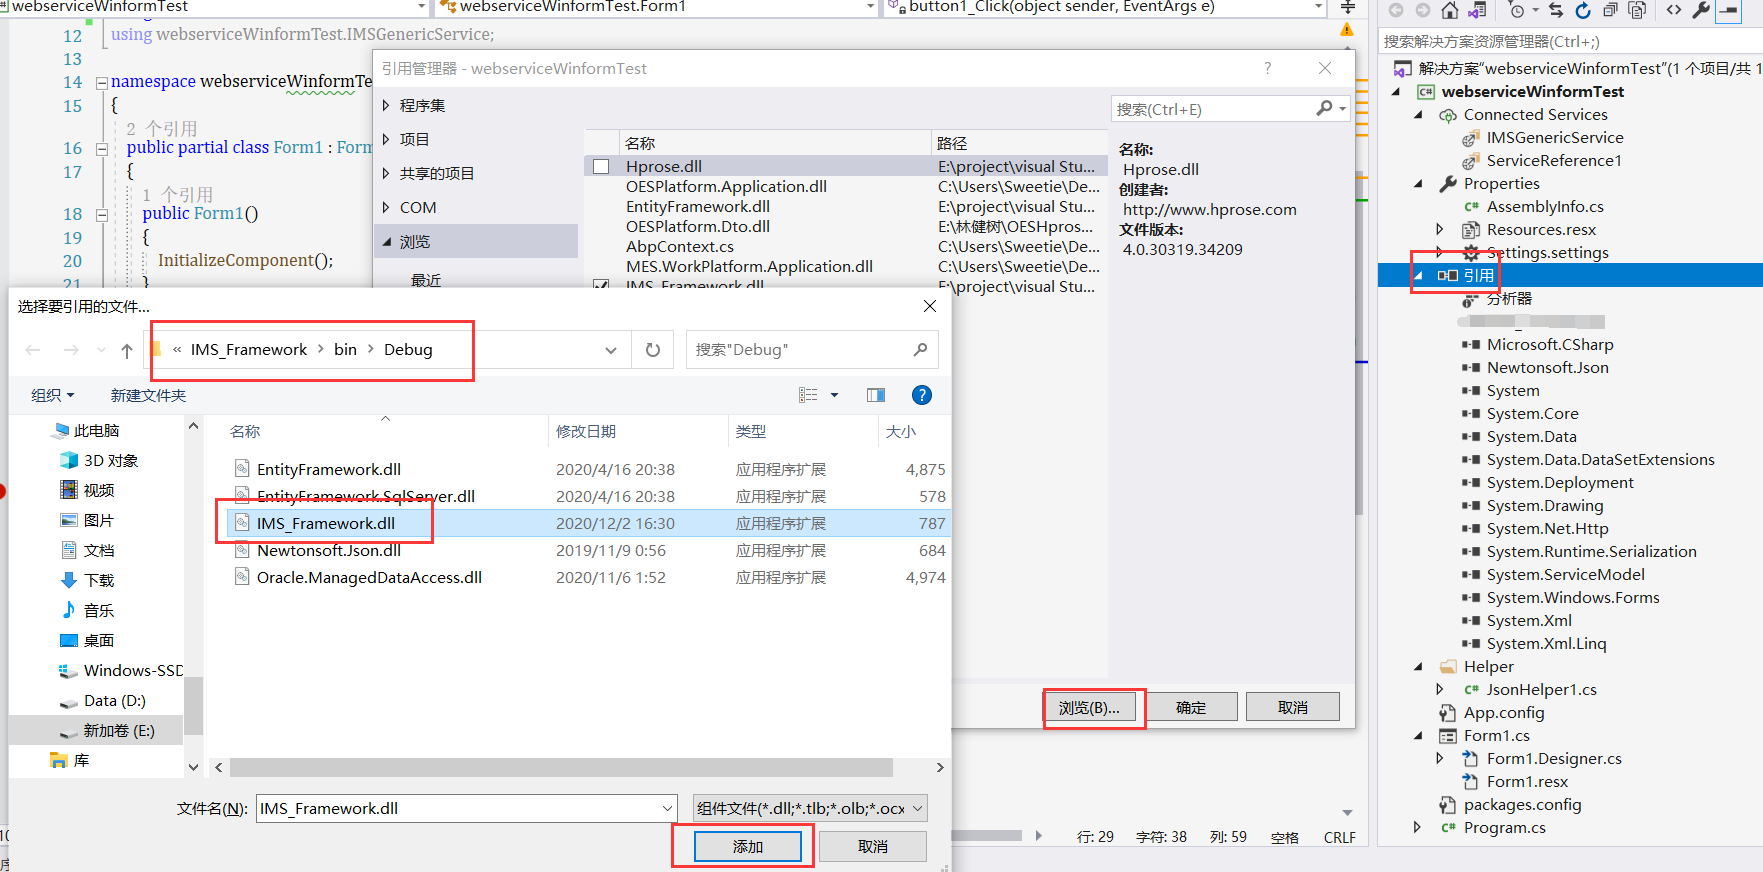 webserviceWinformTest
webserviceWinformTest.Form1
button1_Click(object sender, EventArgs e)
12 using webserviceWinformTest.IMSGenericService;
13
14 namespace webserviceWinformTe
15 {
2 个引用
16 public partial class Form1 : Form
17 {
1 个引用
18 public Form1()
19 {
20 InitializeComponent();
21 }
引用管理器 - webserviceWinformTest
程序集
项目
共享的项目
COM
浏览
最近
搜索(Ctrl+E)
名称 路径
Hprose.dll E:\project\visual Stu...
OESPlatform.Application.dll C:\Users\Sweetie\De...
EntityFramework.dll E:\project\visual Stu...
OESPlatform.Dto.dll E:\林健树\OESHpros...
AbpContext.cs C:\Users\Sweetie\De...
MES.WorkPlatform.Application.dll C:\Users\Sweetie\De...
IMS_Framework.dll E:\project\visual Stu...
名称:
Hprose.dll
创建者:
http://www.hprose.com
文件版本:
4.0.30319.34209
浏览(B)... 确定 取消
选择要引用的文件...
« IMS_Framework › bin › Debug
搜索"Debug"
组织 新建文件夹
此电脑
3D 对象
视频
图片
文档
下载
音乐
桌面
Windows-SSD
Data (D:)
新加卷 (E:)
库
名称 修改日期 类型 大小
EntityFramework.dll 2020/4/16 20:38 应用程序扩展 4,875
EntityFramework.SqlServer.dll 2020/4/16 20:38 应用程序扩展 578
IMS_Framework.dll 2020/12/2 16:30 应用程序扩展 787
Newtonsoft.Json.dll 2019/11/9 0:56 应用程序扩展 684
Oracle.ManagedDataAccess.dll 2020/11/6 1:52 应用程序扩展 4,974
文件名(N): IMS_Framework.dll 组件文件(*.dll;*.tlb;*.olb;*.ocx
添加 取消
行: 29 字符: 38 列: 59 空格 CRLF
搜索解决方案资源管理器(Ctrl+;)
解决方案"webserviceWinformTest"(1 个项目/共 1
webserviceWinformTest
Connected Services
IMSGenericService
ServiceReference1
Properties
AssemblyInfo.cs
Resources.resx
Settings.settings
引用
分析器
Microsoft.CSharp
Newtonsoft.Json
System
System.Core
System.Data
System.Data.DataSetExtensions
System.Deployment
System.Drawing
System.Net.Http
System.Runtime.Serialization
System.ServiceModel
System.Windows.Forms
System.Xml
System.Xml.Linq
Helper
JsonHelper1.cs
App.config
Form1.cs
Form1.Designer.cs
Form1.resx
packages.config
Program.cs